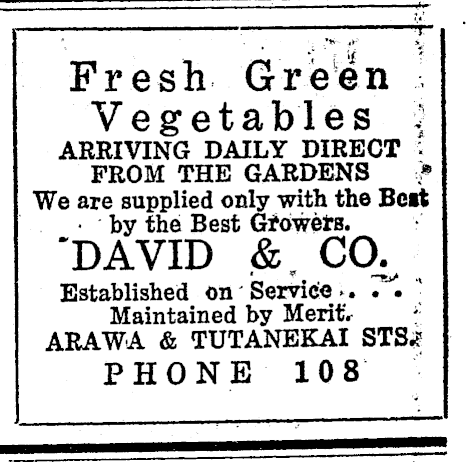 Fresh Green
Vegetables
ARRIVING DAILY DIRECT
FROM THE GARDENS
We are supplied only with the Best
by the Best Growers.
DAVID & CO.
Established on Service . . .
Maintained by Merit.
ARAWA & TUTANEKAI STS.
PHONE 108